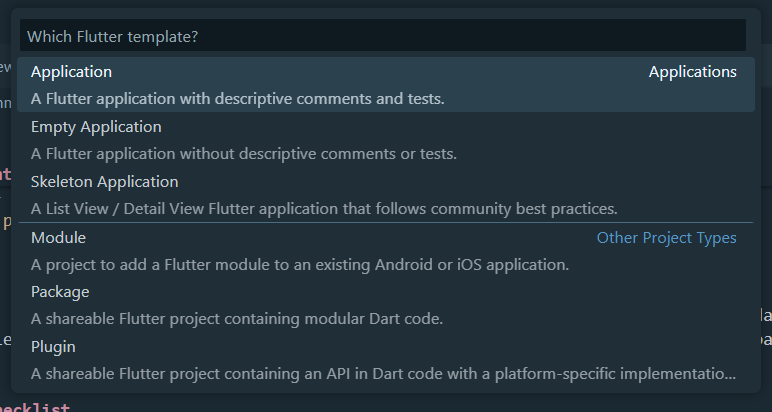 Which Flutter template?
Application Applications
A Flutter application with descriptive comments and tests.
Empty Application
A Flutter application without descriptive comments or tests.
Skeleton Application
A List View / Detail View Flutter application that follows community best practices.
Module Other Project Types
A project to add a Flutter module to an existing Android or iOS application.
Package
A shareable Flutter project containing modular Dart code.
Plugin
A shareable Flutter project containing an API in Dart code with a platform-specific implementatio...